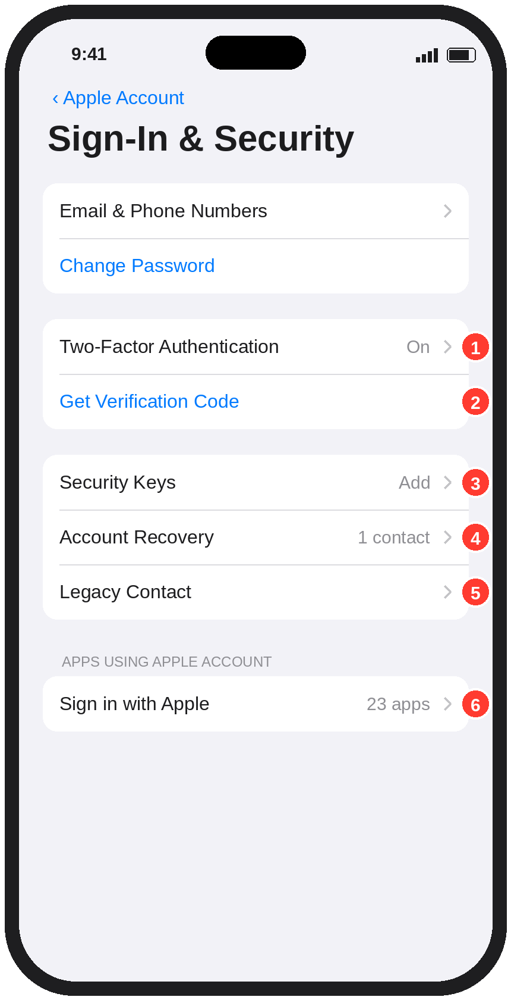 9:41
‹ Apple Account
Sign-In & Security
Email & Phone Numbers
Change Password
Two-Factor Authentication On 1
Get Verification Code 2
Security Keys Add 3
Account Recovery 1 contact 4
Legacy Contact 5
APPS USING APPLE ACCOUNT
Sign in with Apple 23 apps 6